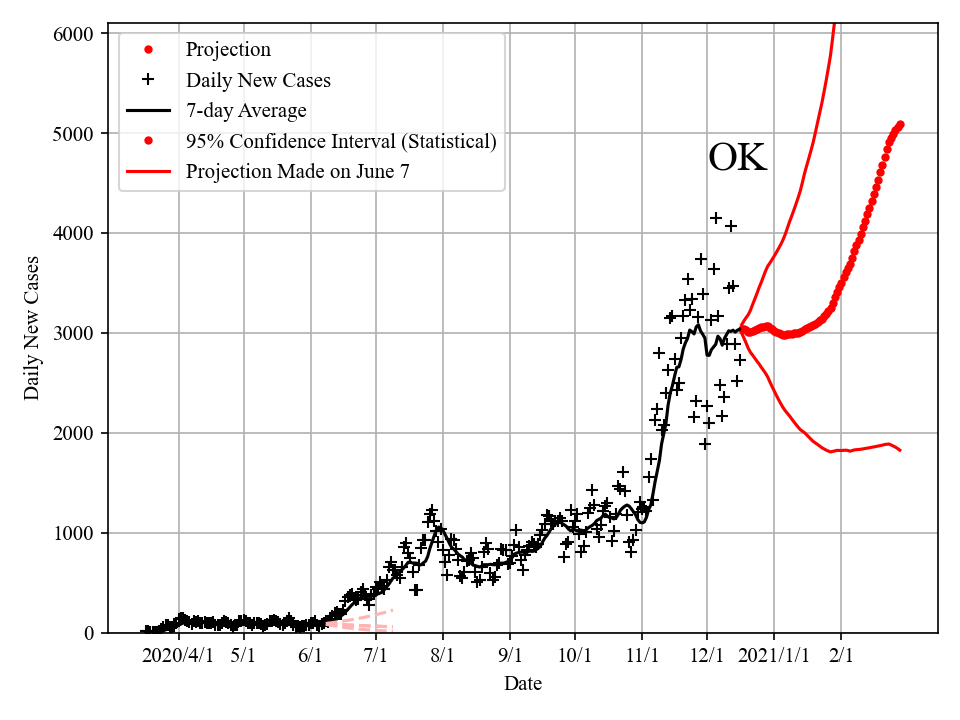 6000
5000
4000
3000
2000
1000
0
Daily New Cases
Projection
Daily New Cases
7-day Average
95% Confidence Interval (Statistical)
Projection Made on June 7
OK
2020/4/1 5/1 6/1 7/1 8/1 9/1 10/1 11/1 12/1 2021/1/1 2/1
Date